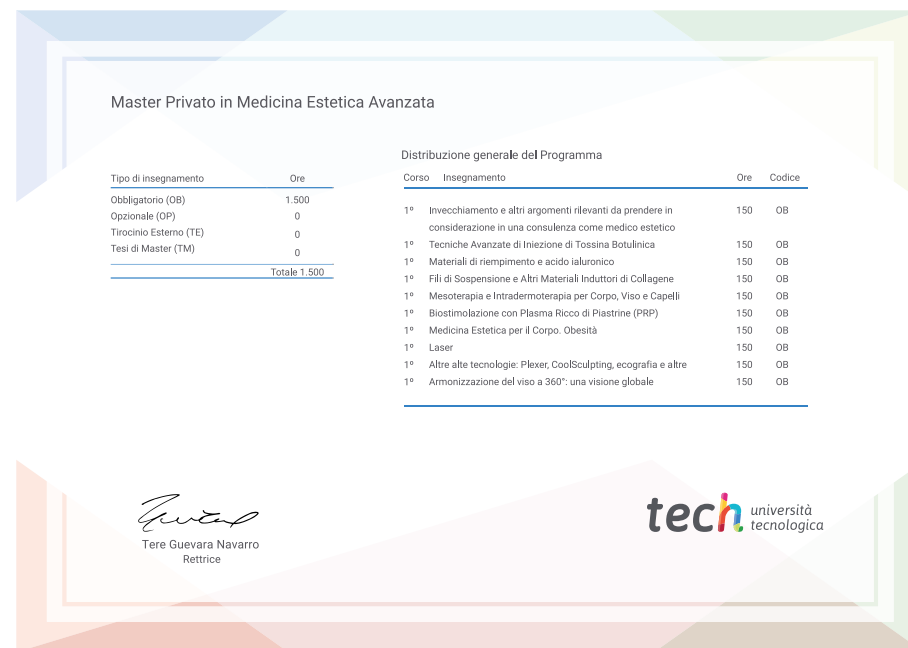 Master Privato in Medicina Estetica Avanzata
Tipo di insegnamento Ore
Obbligatorio (OB) 1.500
Opzionale (OP) 0
Tirocinio Esterno (TE) 0
Tesi di Master (TM) 0
Totale 1.500
Distribuzione generale del Programma
Corso Insegnamento Ore Codice
1º Invecchiamento e altri argomenti rilevanti da prendere in 150 OB
considerazione in una consulenza come medico estetico
1º Tecniche Avanzate di Iniezione di Tossina Botulinica 150 OB
1º Materiali di riempimento e acido ialuronico 150 OB
1º Fili di Sospensione e Altri Materiali Induttori di Collagene 150 OB
1º Mesoterapia e Intradermoterapia per Corpo, Viso e Capelli 150 OB
1º Biostimolazione con Plasma Ricco di Piastrine (PRP) 150 OB
1º Medicina Estetica per il Corpo. Obesità 150 OB
1º Laser 150 OB
1º Altre alte tecnologie: Plexer, CoolSculpting, ecografia e altre 150 OB
1º Armonizzazione del viso a 360°: una visione globale 150 OB
Tere Guevara Navarro
Rettrice
tech università
tecnologica